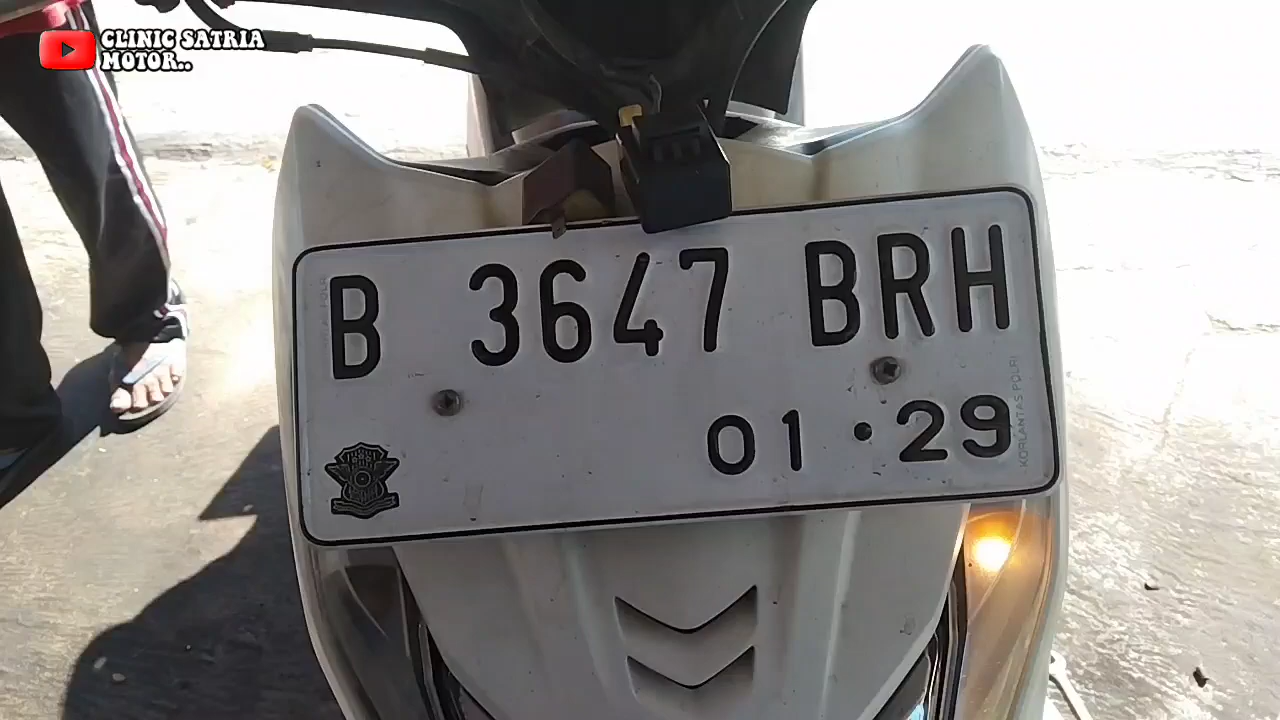 CLINIC SATRIA
MOTOR..
B 3647 BRH
01 • 29
KORLANTAS POLRI